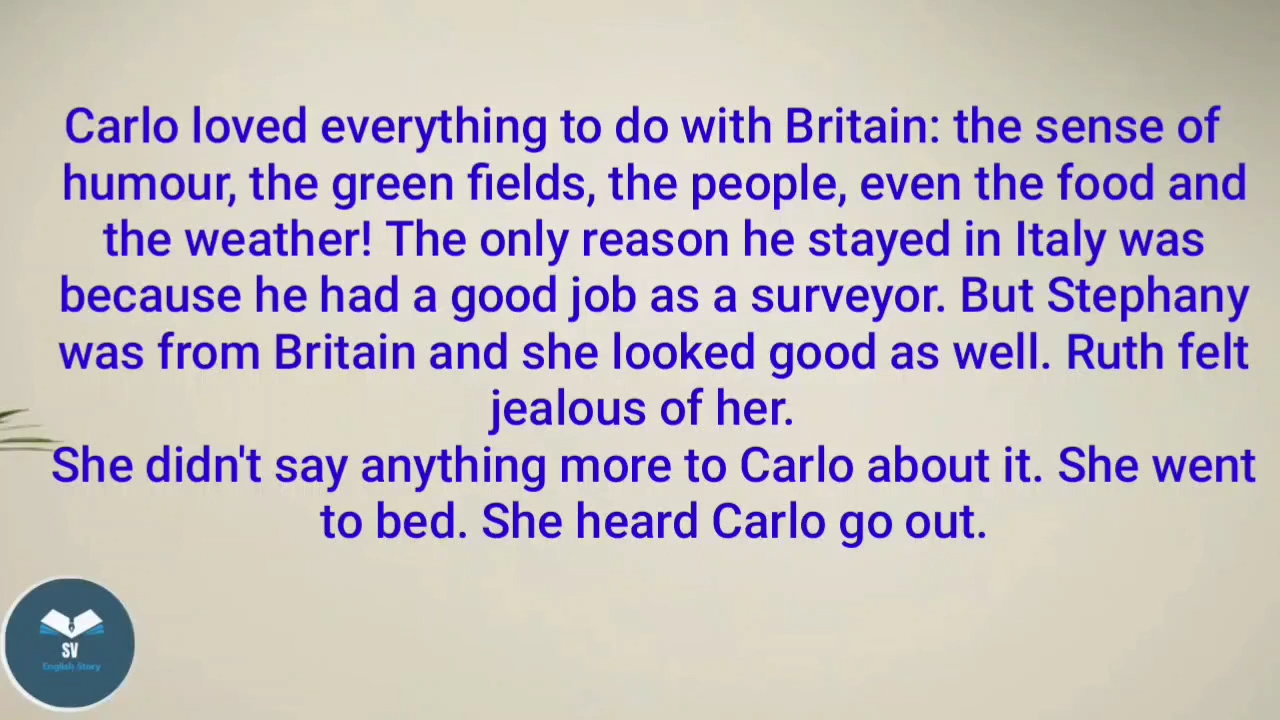 Carlo loved everything to do with Britain: the sense of
humour, the green fields, the people, even the food and
the weather! The only reason he stayed in Italy was
because he had a good job as a surveyor. But Stephany
was from Britain and she looked good as well. Ruth felt
jealous of her.
She didn't say anything more to Carlo about it. She went
to bed. She heard Carlo go out.
SV
English Story